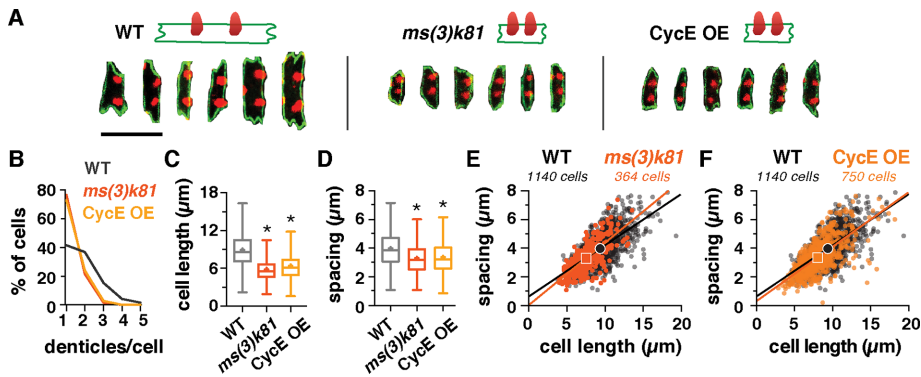 A
WT
ms(3)k81
CycE OE
B
WT
ms(3)k81
CycE OE
% of cells
80
60
40
20
0
1 2 3 4 5
denticles/cell
C
cell length (µm)
18
13
9
6
3
0
WT
ms(3)k81
CycE OE
* *
D
spacing (µm)
8
6
4
2
0
WT
ms(3)k81
CycE OE
* *
E
WT ms(3)k81
1140 cells 364 cells
spacing (µm)
8
6
4
2
0
0 5 10 15 20
cell length (µm)
F
WT CycE OE
1140 cells 750 cells
spacing (µm)
8
6
4
2
0
0 5 10 15 20
cell length (µm)